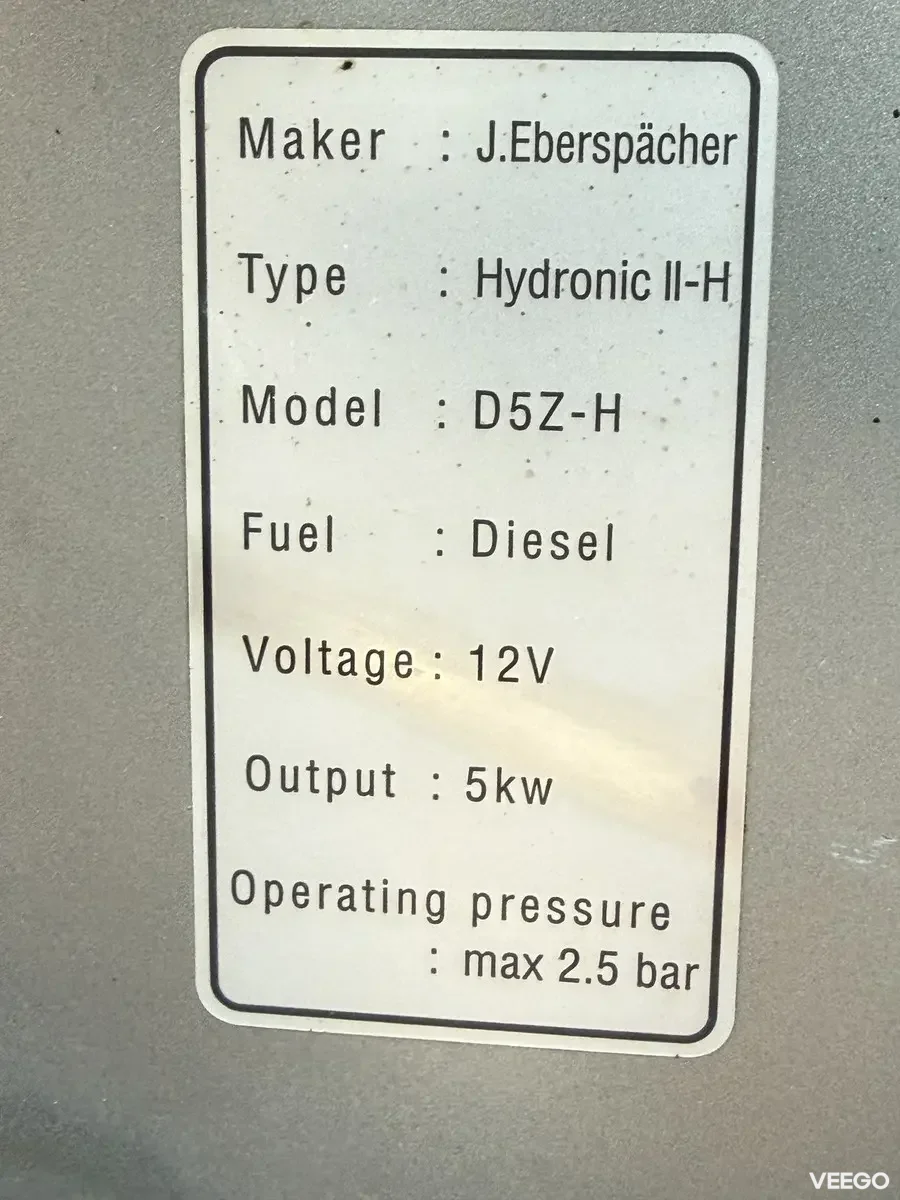 Maker : J.Eberspächer
Type : Hydronic II-H
Model : D5Z-H
Fuel : Diesel
Voltage : 12V
Output : 5kw
Operating pressure
: max 2.5 bar
VEEGO